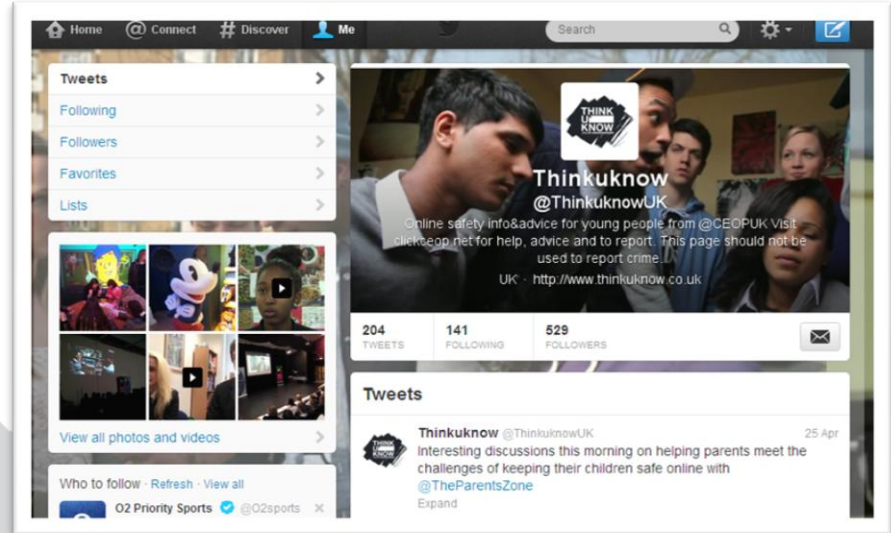 Home @ Connect # Discover Me Search
Tweets
Following
Followers
Favorites
Lists
View all photos and videos
Who to follow · Refresh · View all
O2 Priority Sports @O2sports ×
THINK
U
KNOW
Thinkuknow
@ThinkuknowUK
Online safety info&advice for young people from @CEOPUK Visit
clickceop.net for help, advice and to report. This page should not be
used to report crime.
UK · http://www.thinkuknow.co.uk
204 141 529
TWEETS FOLLOWING FOLLOWERS
Tweets
THINK
U
KNOW
Thinkuknow @ThinkuknowUK 25 Apr
Interesting discussions this morning on helping parents meet the
challenges of keeping their children safe online with
@TheParentsZone
Expand